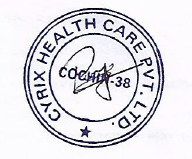 CYRIX HEALTH CARE PVT. LTD.
COCHIN-38